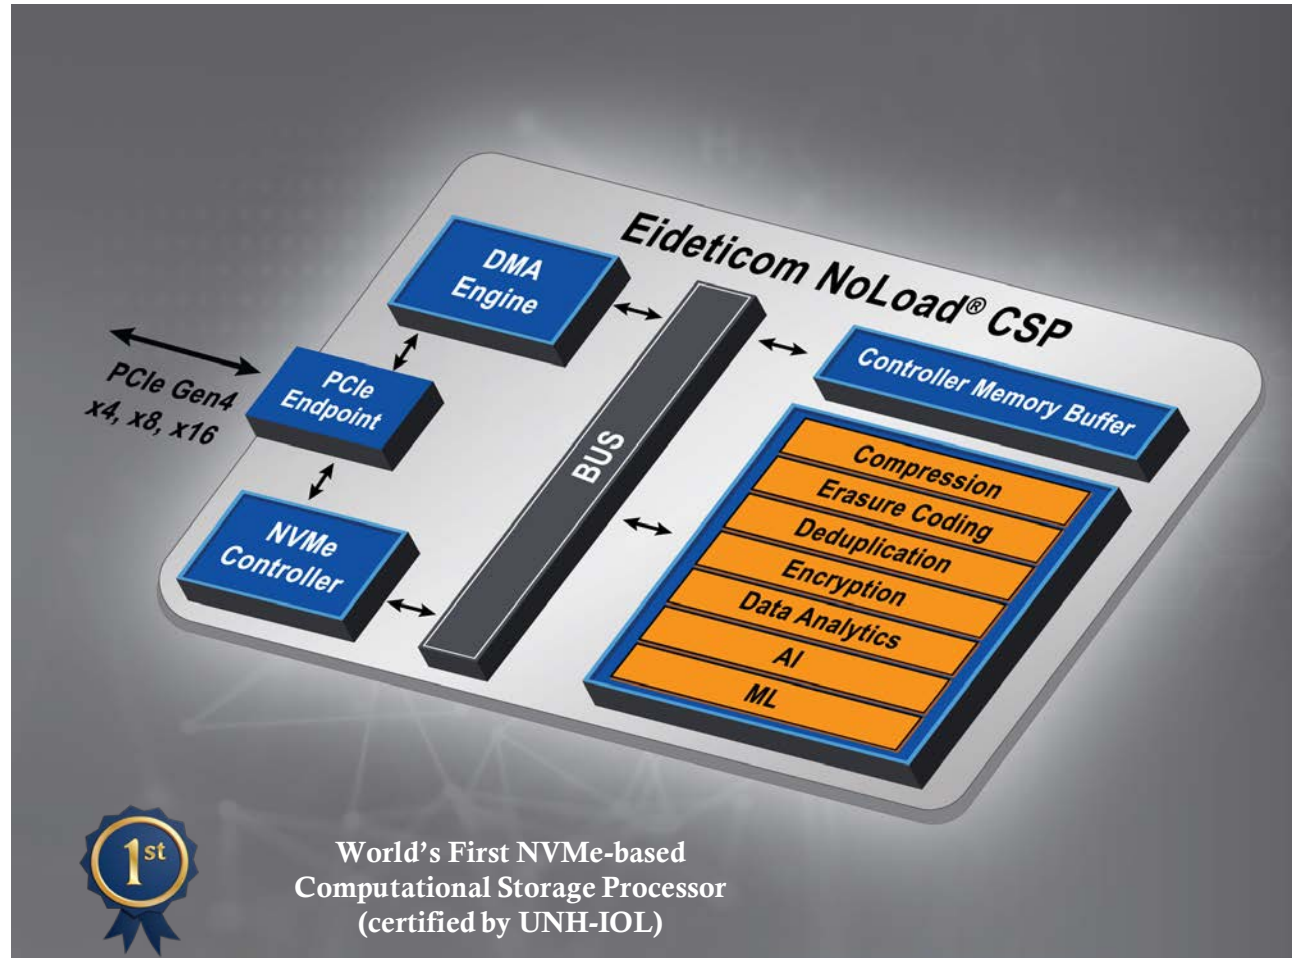 Eideticom NoLoad® CSP
DMA
Engine
PCIe Gen4
x4, x8, x16
PCIe
Endpoint
NVMe
Controller
BUS
Controller Memory Buffer
Compression
Erasure Coding
Deduplication
Encryption
Data Analytics
AI
ML
1st
World's First NVMe-based
Computational Storage Processor
(certified by UNH-IOL)